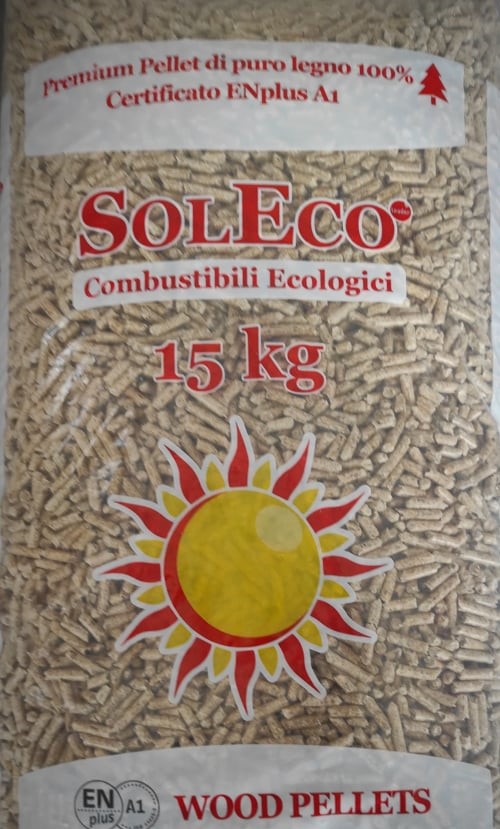 Premium Pellet di puro legno 100%
Certificato ENplus A1
SOLECO
Combustibili Ecologici
15 kg
EN
plus
A1
WOOD PELLETS